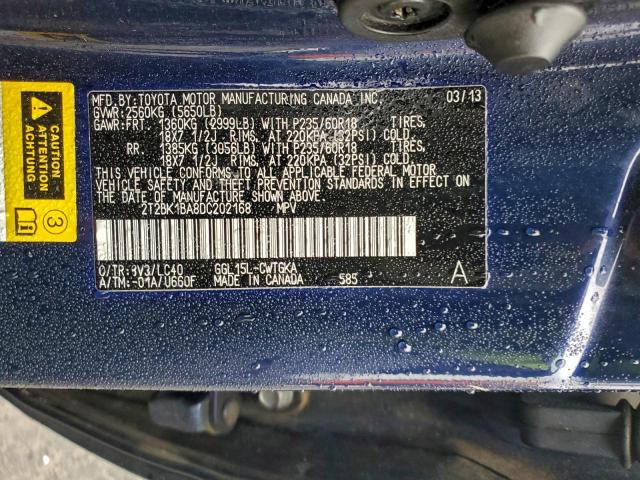 MFD. BY: TOYOTA MOTOR MANUFACTURING CANADA INC. 03/13
GVWR: 2560KG (5650LB)
GAWR: FRT 1360KG (2999LB) WITH P235/60R18 TIRES,
18X7 1/2J RIMS, AT 220KPA (32PSI) COLD.
RR 1385KG (3056LB) WITH P235/60R18 TIRES,
18X7 1/2J RIMS, AT 220KPA (32PSI) COLD.
THIS VEHICLE CONFORMS TO ALL APPLICABLE FEDERAL MOTOR
VEHICLE SAFETY AND THEFT PREVENTION STANDARDS IN EFFECT ON
THE DATE OF MANUFACTURE SHOWN ABOVE.
2T2BK1BA8DC202168 MPV
C/TR: 8V3/LC40 GGL15L-CWTGKA
A/TM: -01A/U660F MADE IN CANADA 585 A
CAUTION
ATTENTION
ACHTUNG
3